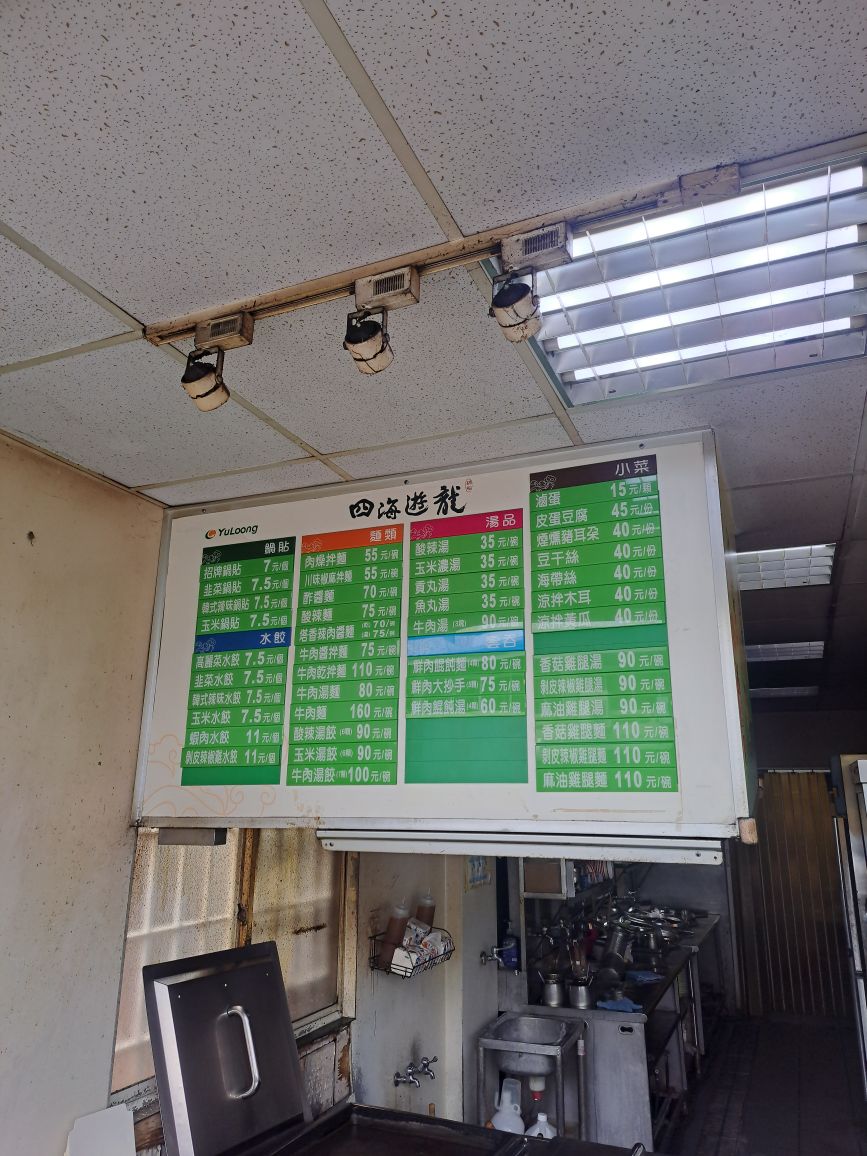 YuLoong
四海遊龍
鍋貼
招牌鍋貼 7元/個
韭菜鍋貼 7.5元/個
韓式辣味鍋貼 7.5元/個
玉米鍋貼 7.5元/個
水餃
高麗菜水餃 7.5元/個
韭菜水餃 7.5元/個
韓式辣味水餃 7.5元/個
玉米水餃 7.5元/個
蝦肉水餃 11元/個
剝皮辣椒雞水餃 11元/個
麵類
肉燥拌麵 55元/碗
川味椒麻拌麵 55元/碗
酢醬麵 70元/碗
酸辣麵 75元/碗
塔香辣肉醬麵 (乾)70/碗 (湯)75/碗
牛肉醬拌麵 75元/碗
牛肉乾拌麵 110元/碗
牛肉湯麵 80元/碗
牛肉麵 160元/碗
酸辣湯餃 90元/碗
玉米湯餃 90元/碗
牛肉湯餃 100元/碗
湯品
酸辣湯 35元/碗
玉米濃湯 35元/碗
貢丸湯 35元/碗
魚丸湯 35元/碗
牛肉湯 90元/碗
雲吞
鮮肉餛飩麵 80元/碗
鮮肉大抄手 75元/碗
鮮肉餛飩湯 60元/碗
小菜
滷蛋 15元/顆
皮蛋豆腐 45元/份
煙燻豬耳朵 40元/份
豆干絲 40元/份
海帶絲 40元/份
涼拌木耳 40元/份
涼拌黃瓜 40元/份
香菇雞腿湯 90元/碗
剝皮辣椒雞腿湯 90元/碗
麻油雞腿湯 90元/碗
香菇雞腿麵 110元/碗
剝皮辣椒雞腿麵 110元/碗
麻油雞腿麵 110元/碗